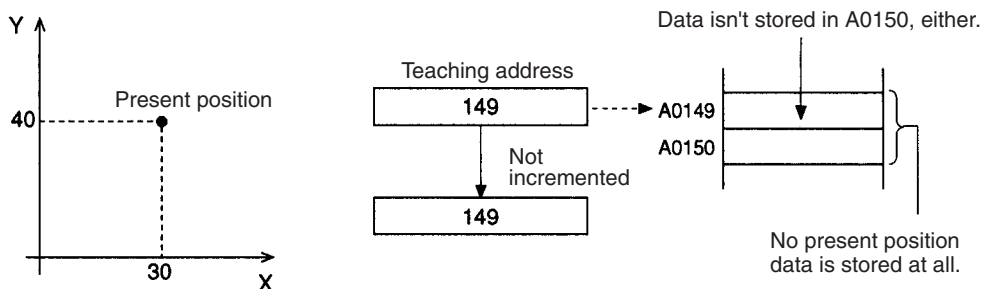 Y
40
Present position
30
X
Teaching address
149
Not
incremented
149
Data isn't stored in A0150, either.
A0149
A0150
No present position
data is stored at all.